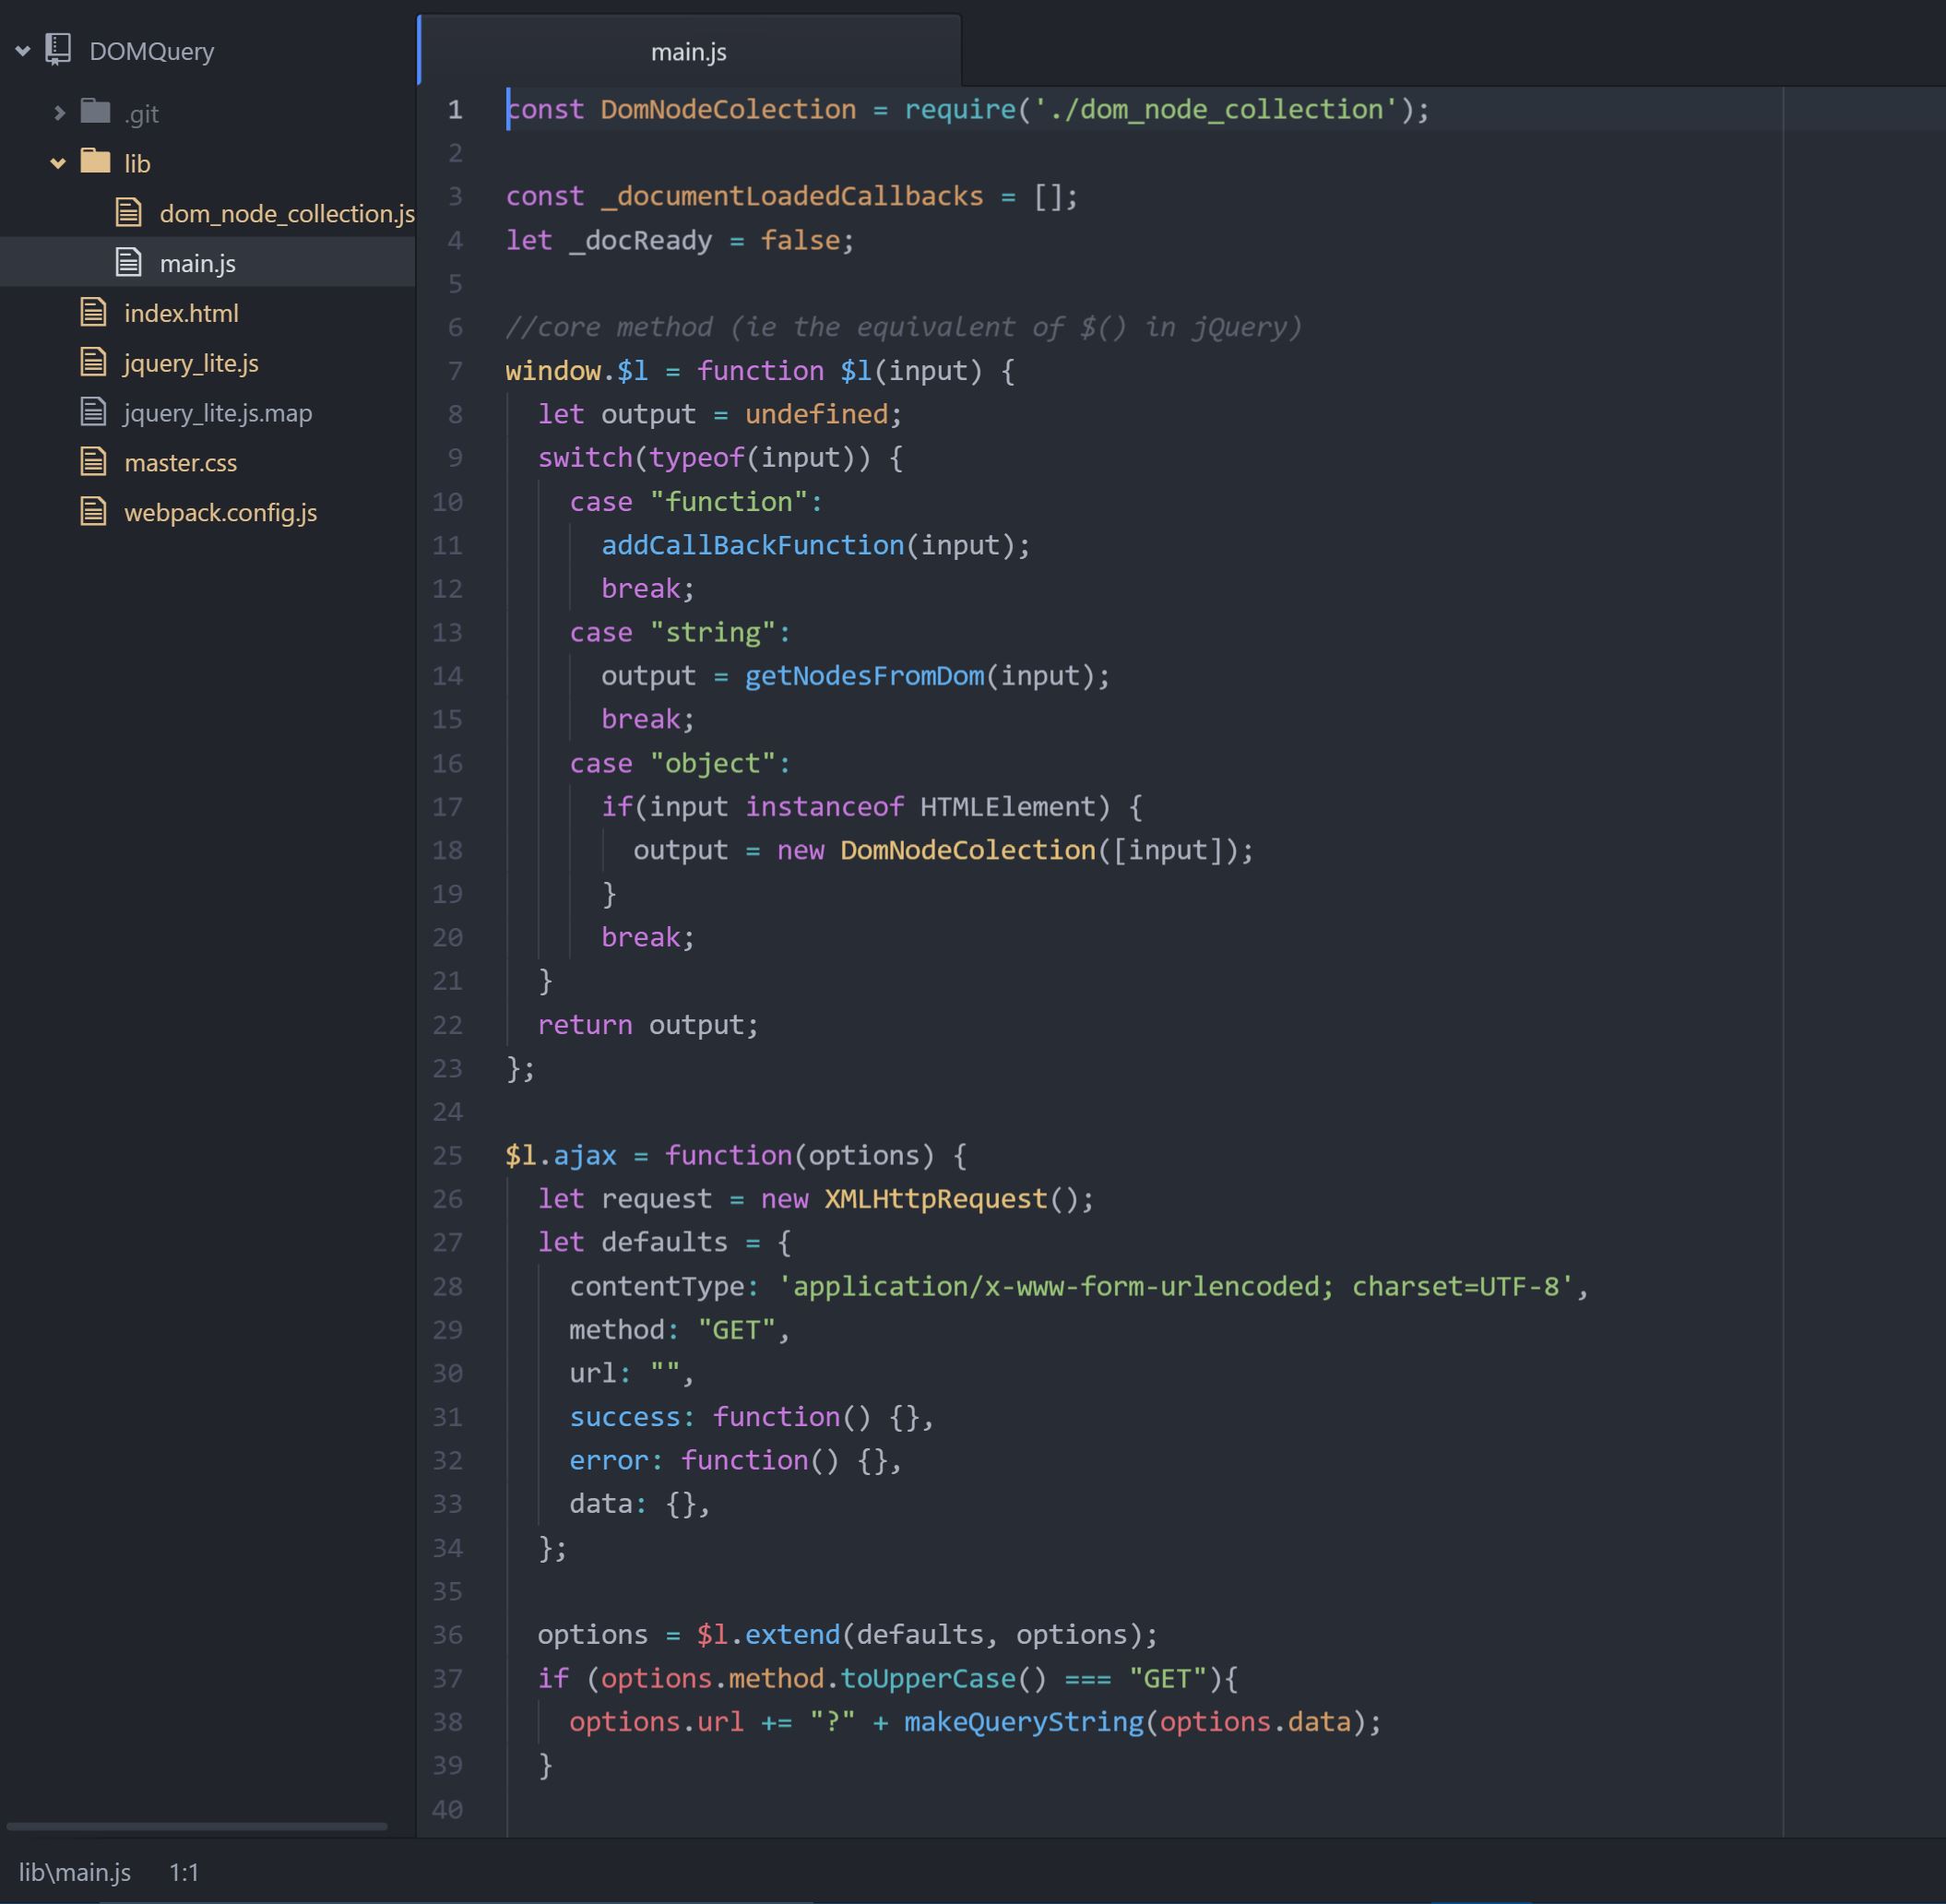 DOMQuery
.git
lib
dom_node_collection.js
main.js
index.html
jquery_lite.js
jquery_lite.js.map
master.css
webpack.config.js
main.js
1 const DomNodeColection = require('./dom_node_collection');
2
3 const _documentLoadedCallbacks = [];
4 let _docReady = false;
5
6 //core method (ie the equivalent of $() in jQuery)
7 window.$l = function $l(input) {
8   let output = undefined;
9   switch(typeof(input)) {
10     case "function":
11       addCallBackFunction(input);
12       break;
13     case "string":
14       output = getNodesFromDom(input);
15       break;
16     case "object":
17       if(input instanceof HTMLElement) {
18         output = new DomNodeColection([input]);
19       }
20       break;
21   }
22   return output;
23 };
24
25 $l.ajax = function(options) {
26   let request = new XMLHttpRequest();
27   let defaults = {
28     contentType: 'application/x-www-form-urlencoded; charset=UTF-8',
29     method: "GET",
30     url: "",
31     success: function() {},
32     error: function() {},
33     data: {},
34   };
35
36   options = $l.extend(defaults, options);
37   if (options.method.toUpperCase() === "GET"){
38     options.url += "?" + makeQueryString(options.data);
39   }
40
lib\main.js 1:1